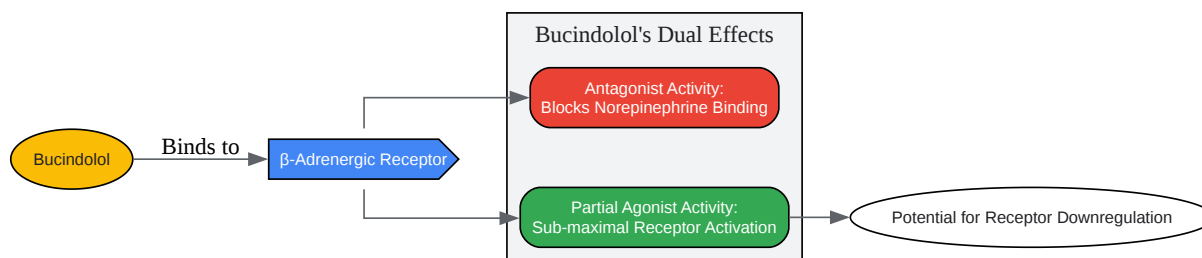 Bucindolol's Dual Effects
Antagonist Activity:
Blocks Norepinephrine Binding
Bucindolol
Binds to
β-Adrenergic Receptor
Partial Agonist Activity:
Sub-maximal Receptor Activation
Potential for Receptor Downregulation